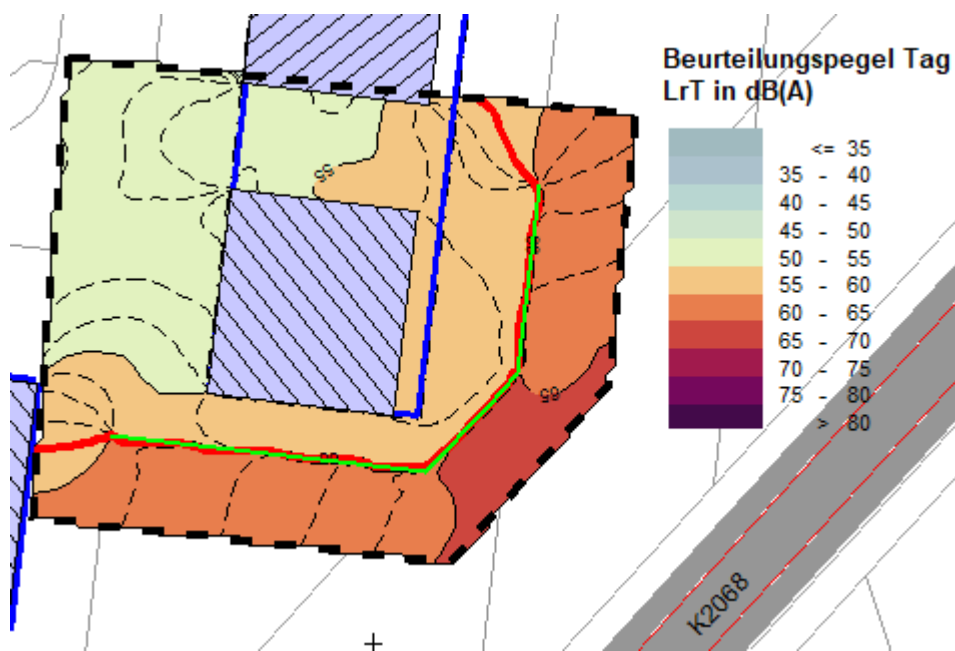 Beurteilungspegel Tag
LrT in dB(A)
<= 35
35 - 40
40 - 45
45 - 50
50 - 55
55 - 60
60 - 65
65 - 70
70 - 75
75 - 80
> 80
55
65
K2068